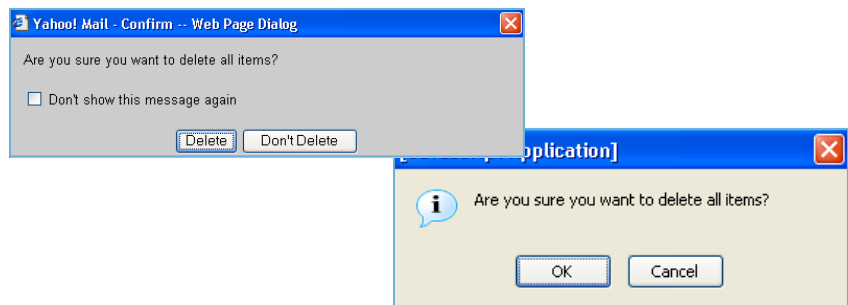 Yahoo! Mail - Confirm -- Web Page Dialog
Are you sure you want to delete all items?
Don't show this message again
Delete Don't Delete
Application]
Are you sure you want to delete all items?
OK Cancel